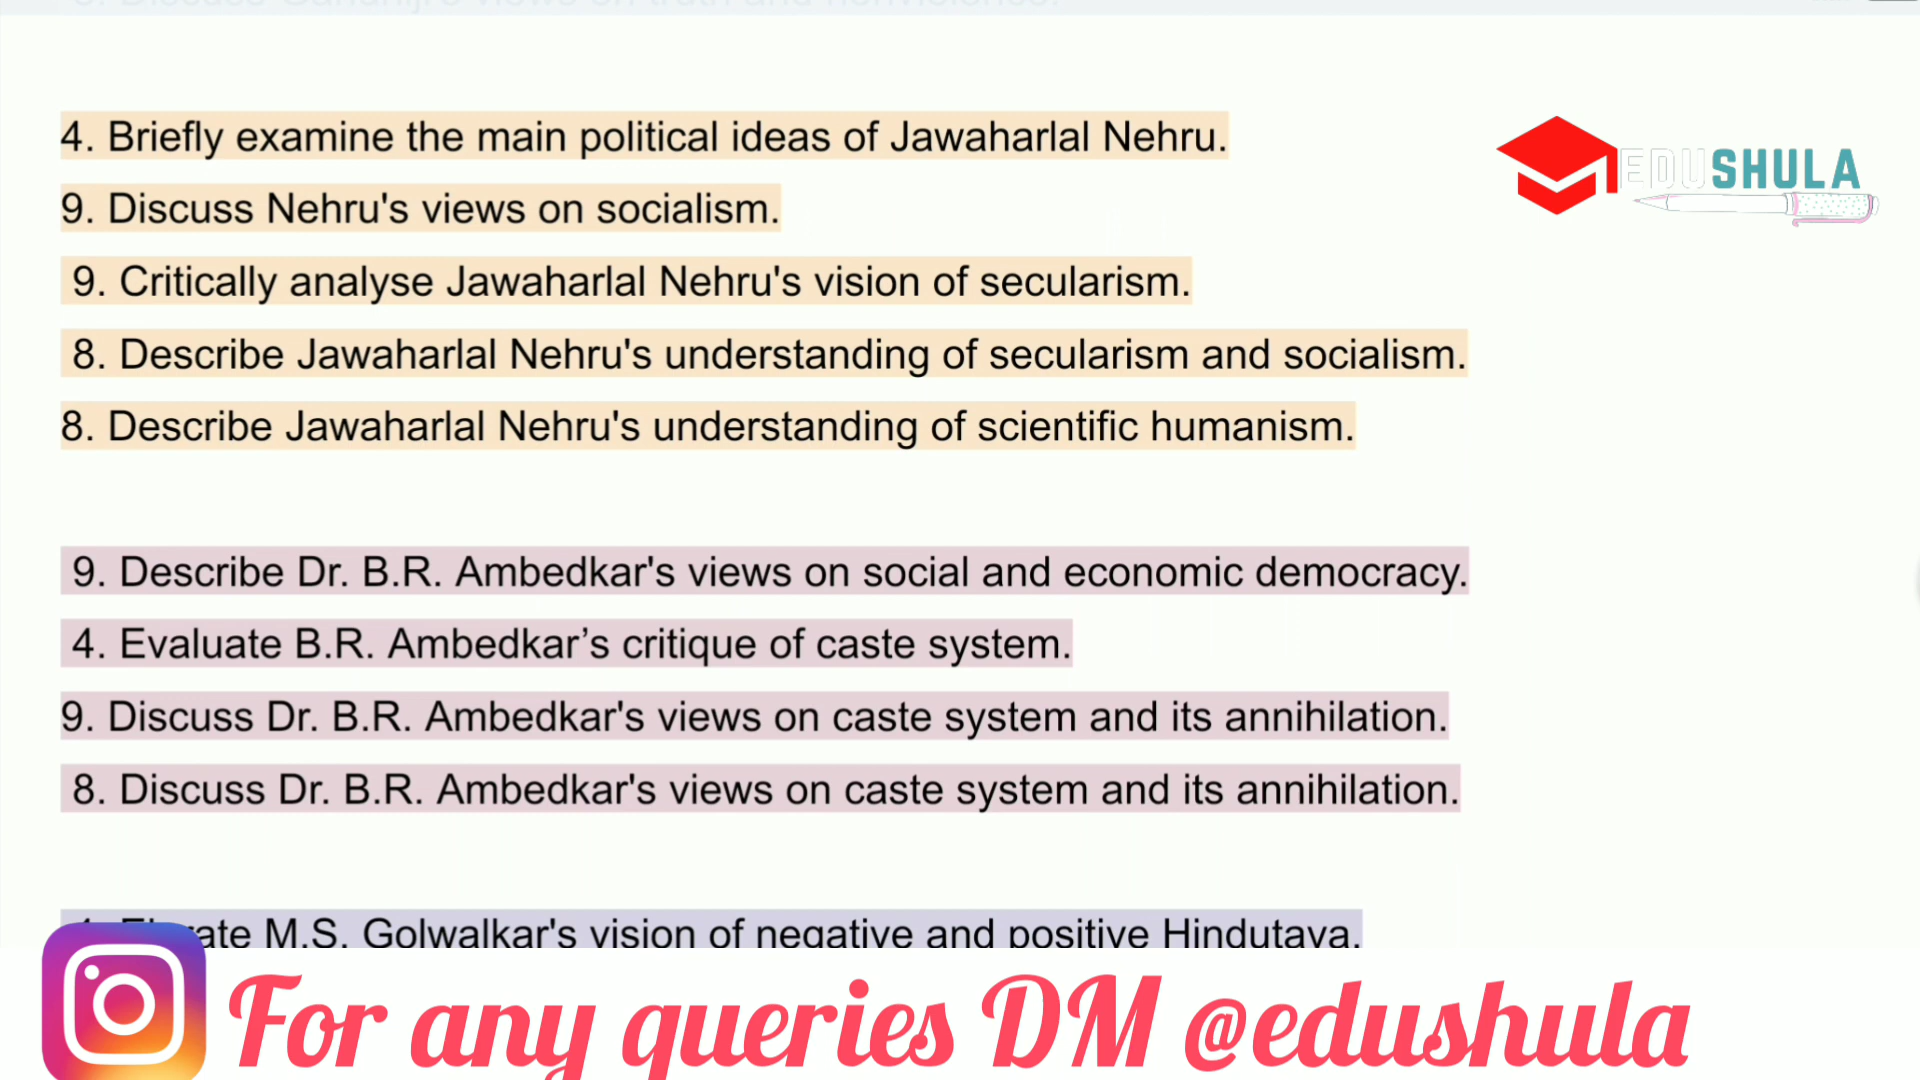 4. Briefly examine the main political ideas of Jawaharlal Nehru.
EDUSHULA
9. Discuss Nehru's views on socialism.
9. Critically analyse Jawaharlal Nehru's vision of secularism.
8. Describe Jawaharlal Nehru's understanding of secularism and socialism.
8. Describe Jawaharlal Nehru's understanding of scientific humanism.
9. Describe Dr. B.R. Ambedkar's views on social and economic democracy.
4. Evaluate B.R. Ambedkar’s critique of caste system.
9. Discuss Dr. B.R. Ambedkar's views on caste system and its annihilation.
8. Discuss Dr. B.R. Ambedkar's views on caste system and its annihilation.
M.S. Golwalkar's vision of negative and positive Hindutava.
For any queries DM @edushula